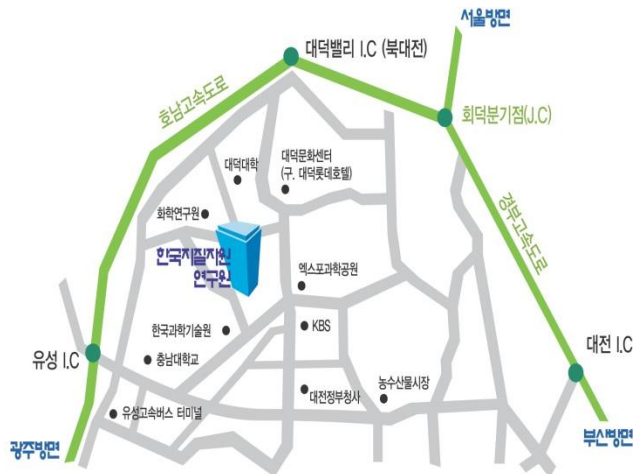 서울방면
대덕밸리 I.C (북대전)
호남고속도로
회덕분기점(J.C)
대덕대학
대덕문화센터
(구. 대덕롯데호텔)
화학연구원
경부고속도로
한국지질자원
연구원
엑스포과학공원
한국과학기술원
KBS
유성 I.C
충남대학교
대전 I.C
대전정부청사
농수산물시장
유성고속버스 터미널
광주방면
부산방면